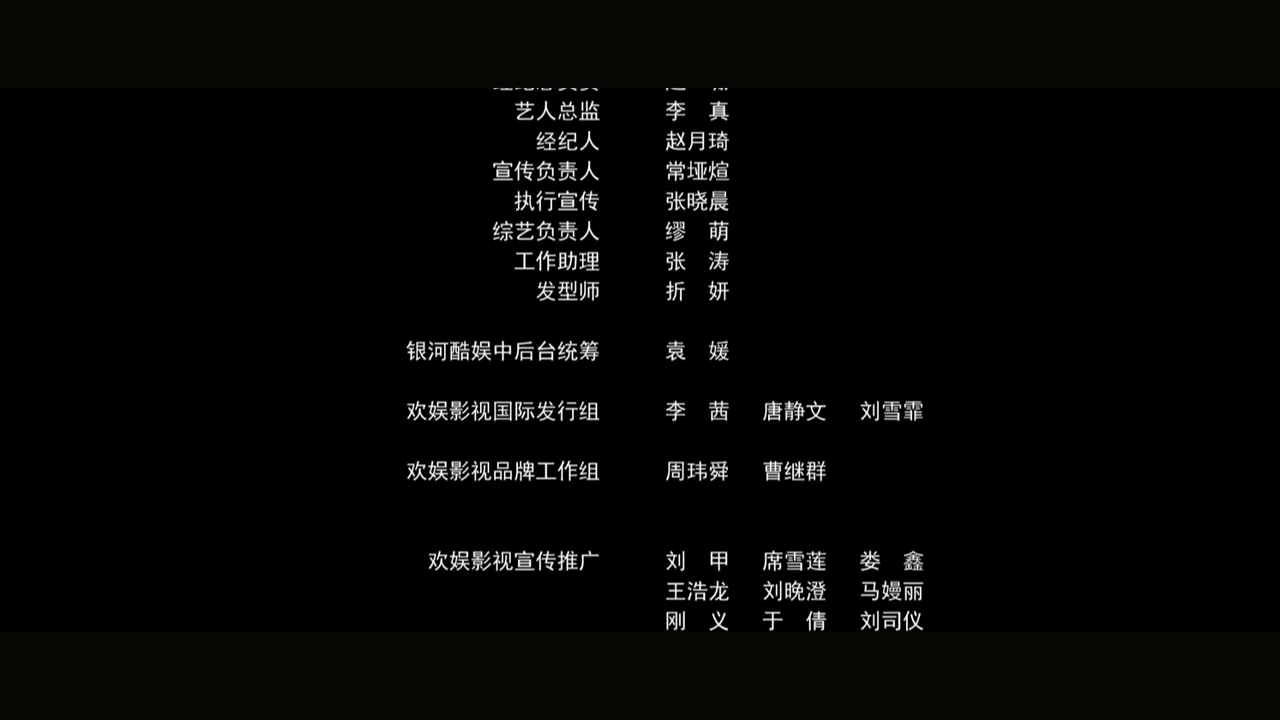 艺人总监 李 真
经纪人 赵月琦
宣传负责人 常垭煊
执行宣传 张晓晨
综艺负责人 缪 萌
工作助理 张 涛
发型师 折 妍
银河酷娱中后台统筹 袁 媛
欢娱影视国际发行组 李 茜 唐静文 刘雪霏
欢娱影视品牌工作组 周玮舜 曹继群
欢娱影视宣传推广 刘 甲 席雪莲 娄 鑫
王浩龙 刘晚澄 马嫚丽
刚 义 于 倩 刘司仪